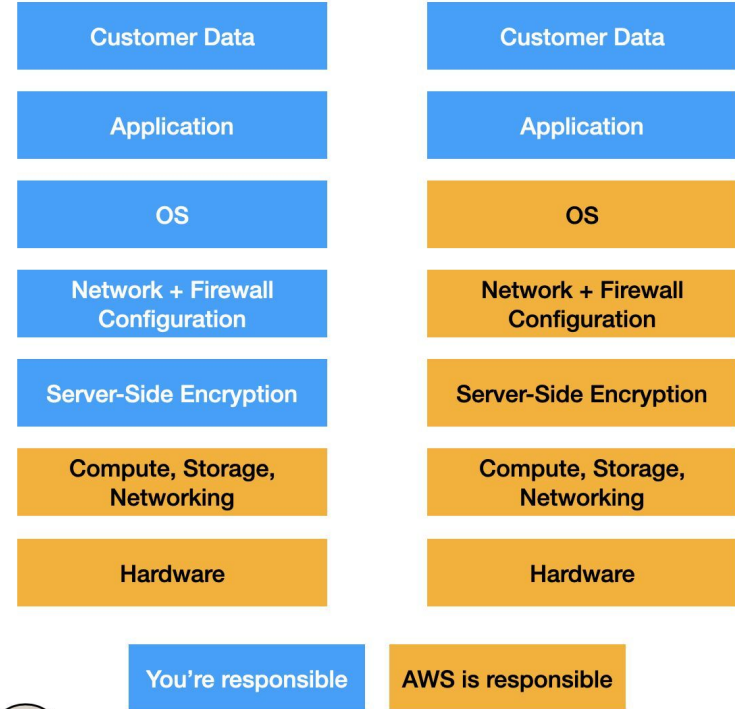 Customer Data
Application
OS
Network + Firewall
Configuration
Server-Side Encryption
Compute, Storage,
Networking
Hardware
Customer Data
Application
OS
Network + Firewall
Configuration
Server-Side Encryption
Compute, Storage,
Networking
Hardware
You're responsible
AWS is responsible